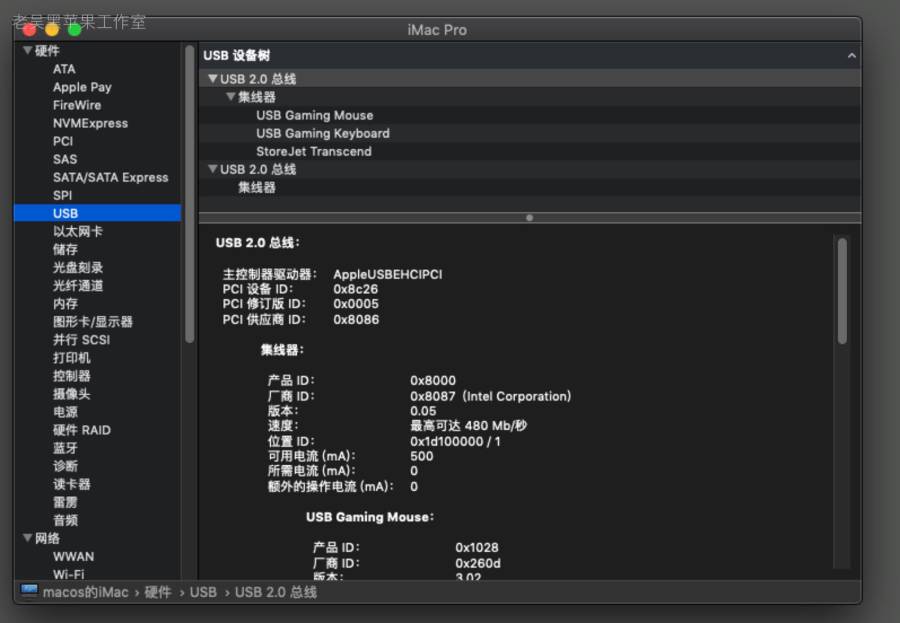 老吴黑苹果工作室
iMac Pro
硬件
ATA
Apple Pay
FireWire
NVMExpress
PCI
SAS
SATA/SATA Express
SPI
USB
以太网卡
储存
光盘刻录
光纤通道
内存
图形卡/显示器
并行 SCSI
打印机
控制器
摄像头
电源
硬件 RAID
蓝牙
诊断
读卡器
雷雳
音频
网络
WWAN
Wi-Fi
USB 设备树
USB 2.0 总线
集线器
USB Gaming Mouse
USB Gaming Keyboard
StoreJet Transcend
USB 2.0 总线
集线器
USB 2.0 总线:
主控制器驱动器: AppleUSBEHCIPCI
PCI 设备 ID: 0x8c26
PCI 修订版 ID: 0x0005
PCI 供应商 ID: 0x8086
集线器:
产品 ID: 0x8000
厂商 ID: 0x8087 (Intel Corporation)
版本: 0.05
速度: 最高可达 480 Mb/秒
位置 ID: 0x1d100000 / 1
可用电流 (mA): 500
所需电流 (mA): 0
额外的操作电流 (mA): 0
USB Gaming Mouse:
产品 ID: 0x1028
厂商 ID: 0x260d
版本: 3.02
macos的iMac › 硬件 › USB › USB 2.0 总线